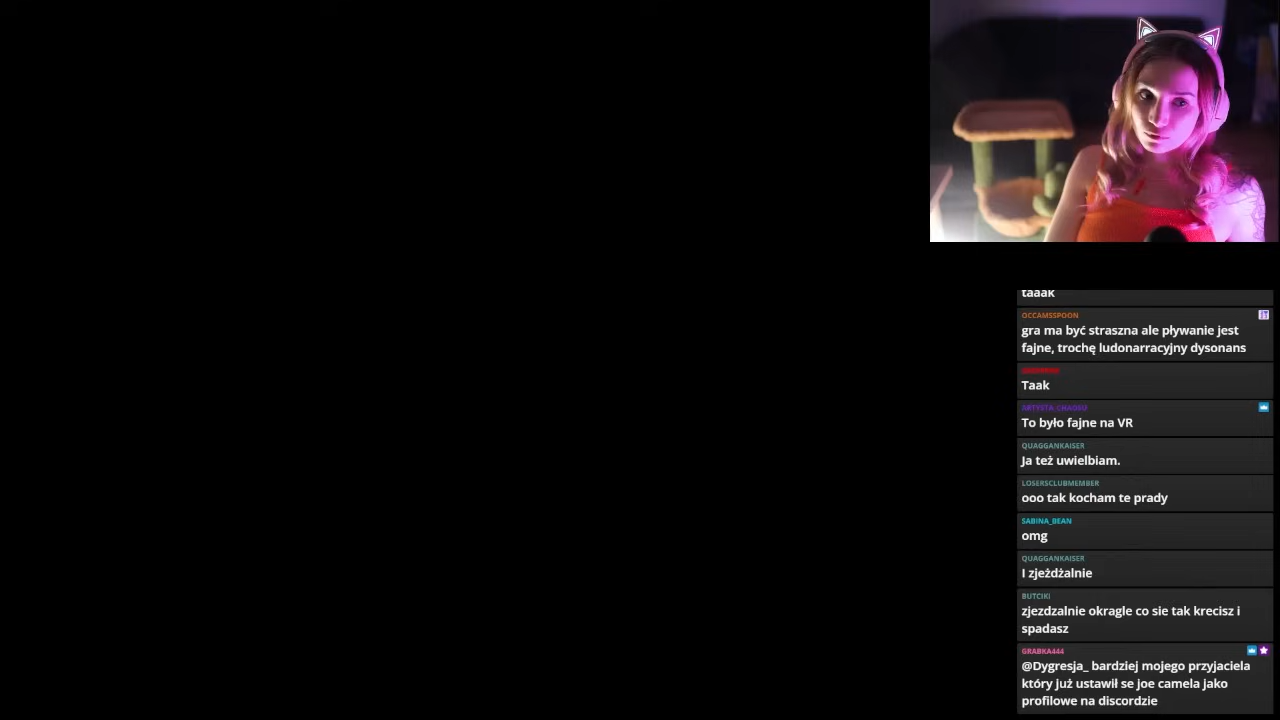 taaak
OCCAMSSPOON
gra ma być straszna ale pływanie jest
fajne, trochę ludonarracyjny dysonans
Taak
To było fajne na VR
QUAGGANKAISER
Ja też uwielbiam.
LOSERSCLUBMEMBER
ooo tak kocham te prady
SABINA_BEAN
omg
QUAGGANKAISER
I zjeżdżalnie
BUTCIKI
zjezdzalnie okragle co sie tak krecisz i
spadasz
GRABKA444
@Dygresja_ bardziej mojego przyjaciela
który już ustawił se joe camela jako
profilowe na discordzie